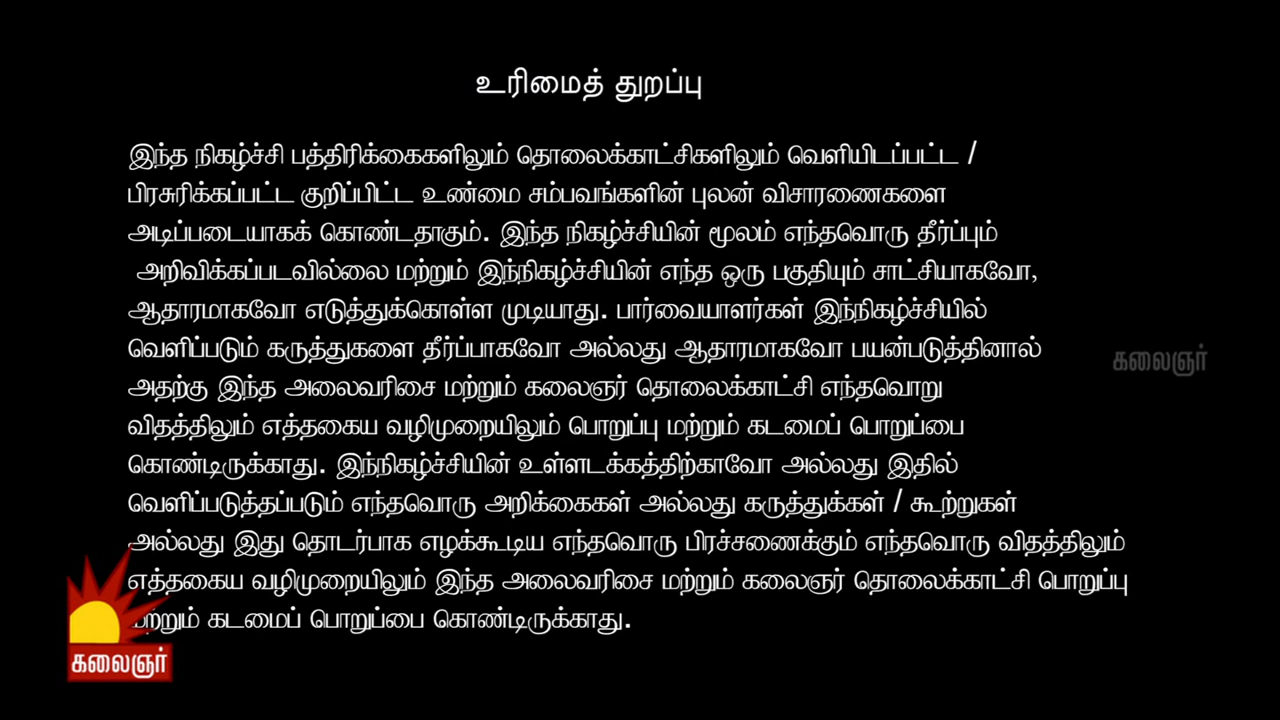 உரிமைத் துறப்பு
இந்த நிகழ்ச்சி பத்திரிக்கைகளிலும் தொலைக்காட்சிகளிலும் வெளியிடப்பட்ட /
பிரசுரிக்கப்பட்ட குறிப்பிட்ட உண்மை சம்பவங்களின் புலன் விசாரணைகளை
அடிப்படையாகக் கொண்டதாகும். இந்த நிகழ்ச்சியின் மூலம் எந்தவொரு தீர்ப்பும்
அறிவிக்கப்படவில்லை மற்றும் இந்நிகழ்ச்சியின் எந்த ஒரு பகுதியும் சாட்சியாகவோ,
ஆதாரமாகவோ எடுத்துக்கொள்ள முடியாது. பார்வையாளர்கள் இந்நிகழ்ச்சியில்
வெளிப்படும் கருத்துகளை தீர்ப்பாகவோ அல்லது ஆதாரமாகவோ பயன்படுத்தினால்
கலைஞர்
அதற்கு இந்த அலைவரிசை மற்றும் கலைஞர் தொலைக்காட்சி எந்தவொறு
விதத்திலும் எத்தகைய வழிமுறையிலும் பொறுப்பு மற்றும் கடமைப் பொறுப்பை
கொண்டிருக்காது. இந்நிகழ்ச்சியின் உள்ளடக்கத்திற்காவோ அல்லது இதில்
வெளிப்படுத்தப்படும் எந்தவொரு அறிக்கைகள் அல்லது கருத்துக்கள் / கூற்றுகள்
அல்லது இது தொடர்பாக எழக்கூடிய எந்தவொரு பிரச்சணைக்கும் எந்தவொரு விதத்திலும்
எத்தகைய வழிமுறையிலும் இந்த அலைவரிசை மற்றும் கலைஞர் தொலைக்காட்சி பொறுப்பு
மற்றும் கடமைப் பொறுப்பை கொண்டிருக்காது.
கலைஞர்